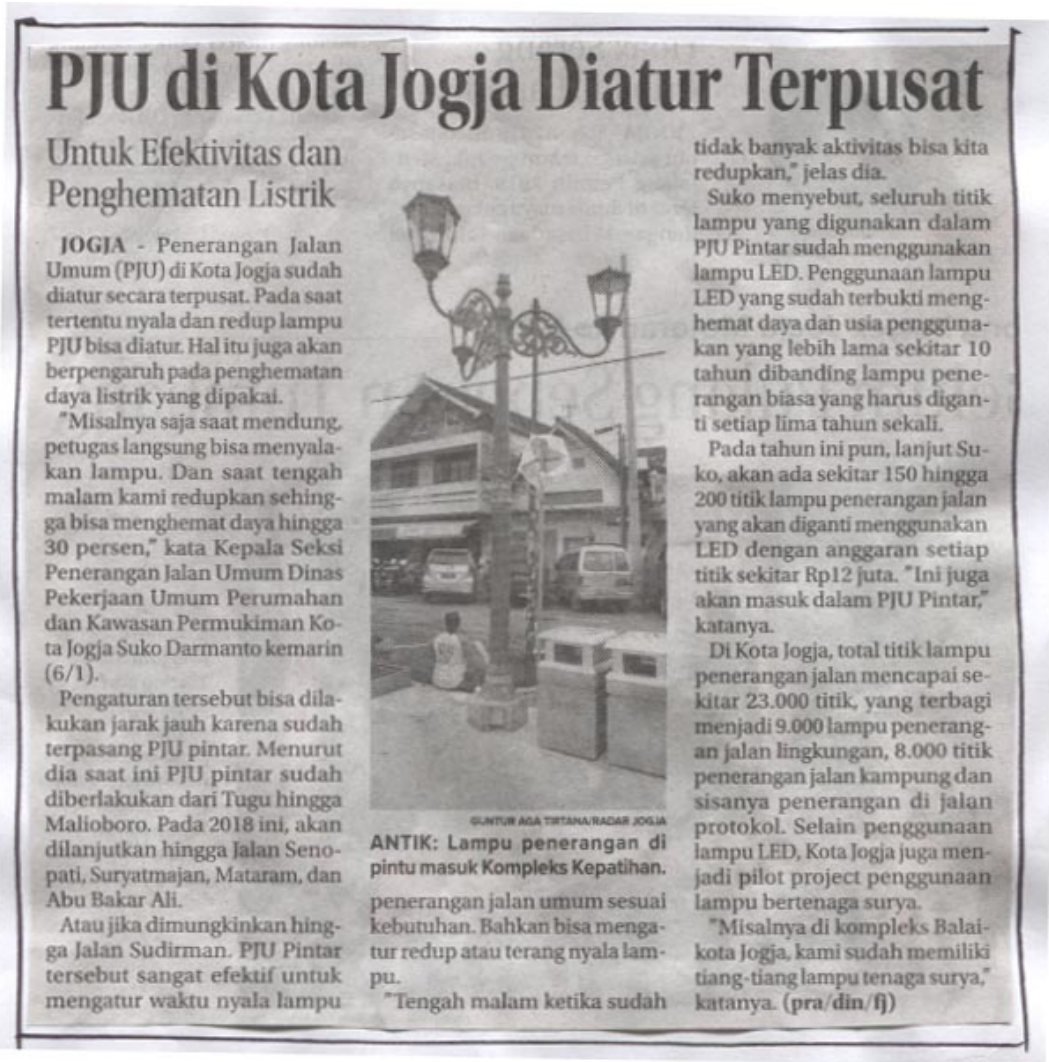 PJU di Kota Jogja Diatur Terpusat
Untuk Efektivitas dan
Penghematan Listrik
JOGJA - Penerangan Jalan
Umum (PJU) di Kota Jogja sudah
diatur secara terpusat. Pada saat
tertentu nyala dan redup lampu
PJU bisa diatur. Hal itu juga akan
berpengaruh pada penghematan
daya listrik yang dipakai.
"Misalnya saja saat mendung,
petugas langsung bisa menyala-
kan lampu. Dan saat tengah
malam kami redupkan sehing-
ga bisa menghemat daya hingga
30 persen," kata Kepala Seksi
Penerangan Jalan Umum Dinas
Pekerjaan Umum Perumahan
dan Kawasan Permukiman Ko-
ta Jogja Suko Darmanto kemarin
(6/1).
Pengaturan tersebut bisa dila-
kukan jarak jauh karena sudah
terpasang PJU pintar. Menurut
dia saat ini PJU pintar sudah
diberlakukan dari Tugu hingga
Malioboro. Pada 2018 ini, akan
dilanjutkan hingga Jalan Seno-
pati, Suryatmajan, Mataram, dan
Abu Bakar Ali.
Atau jika dimungkinkan hing-
ga Jalan Sudirman. PJU Pintar
tersebut sangat efektif untuk
mengatur waktu nyala lampu
GUNTUR AGA TIRTANA/RADAR JOGJA
ANTIK: Lampu penerangan di
pintu masuk Kompleks Kepatihan.
penerangan jalan umum sesuai
kebutuhan. Bahkan bisa menga-
tur redup atau terang nyala lam-
pu.
"Tengah malam ketika sudah
tidak banyak aktivitas bisa kita
redupkan," jelas dia.
Suko menyebut, seluruh titik
lampu yang digunakan dalam
PJU Pintar sudah menggunakan
lampu LED. Penggunaan lampu
LED yang sudah terbukti meng-
hemat daya dan usia pengguna-
kan yang lebih lama sekitar 10
tahun dibanding lampu pene-
rangan biasa yang harus digan-
ti setiap lima tahun sekali.
Pada tahun ini pun, lanjut Su-
ko, akan ada sekitar 150 hingga
200 titik lampu penerangan jalan
yang akan diganti menggunakan
LED dengan anggaran setiap
titik sekitar Rp12 juta. "Ini juga
akan masuk dalam PJU Pintar,"
katanya.
Di Kota Jogja, total titik lampu
penerangan jalan mencapai se-
kitar 23.000 titik, yang terbagi
menjadi 9.000 lampu penerang-
an jalan lingkungan, 8.000 titik
penerangan jalan kampung dan
sisanya penerangan di jalan
protokol. Selain penggunaan
lampu LED, Kota Jogja juga men-
jadi pilot project penggunaan
lampu bertenaga surya.
"Misalnya di kompleks Balai-
kota Jogja, kami sudah memiliki
tiang-tiang lampu tenaga surya,"
katanya. (pra/din/fj)